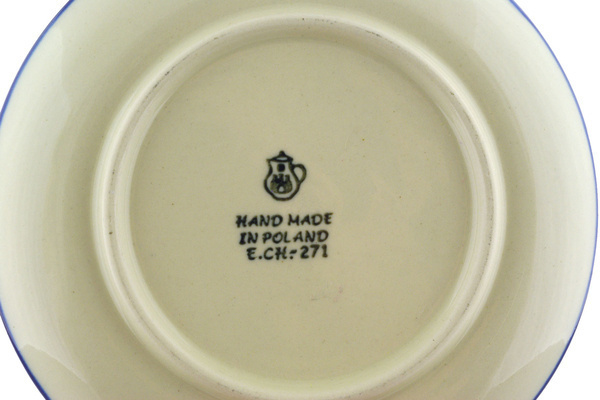 HAND MADE
IN POLAND
E.CH.-271